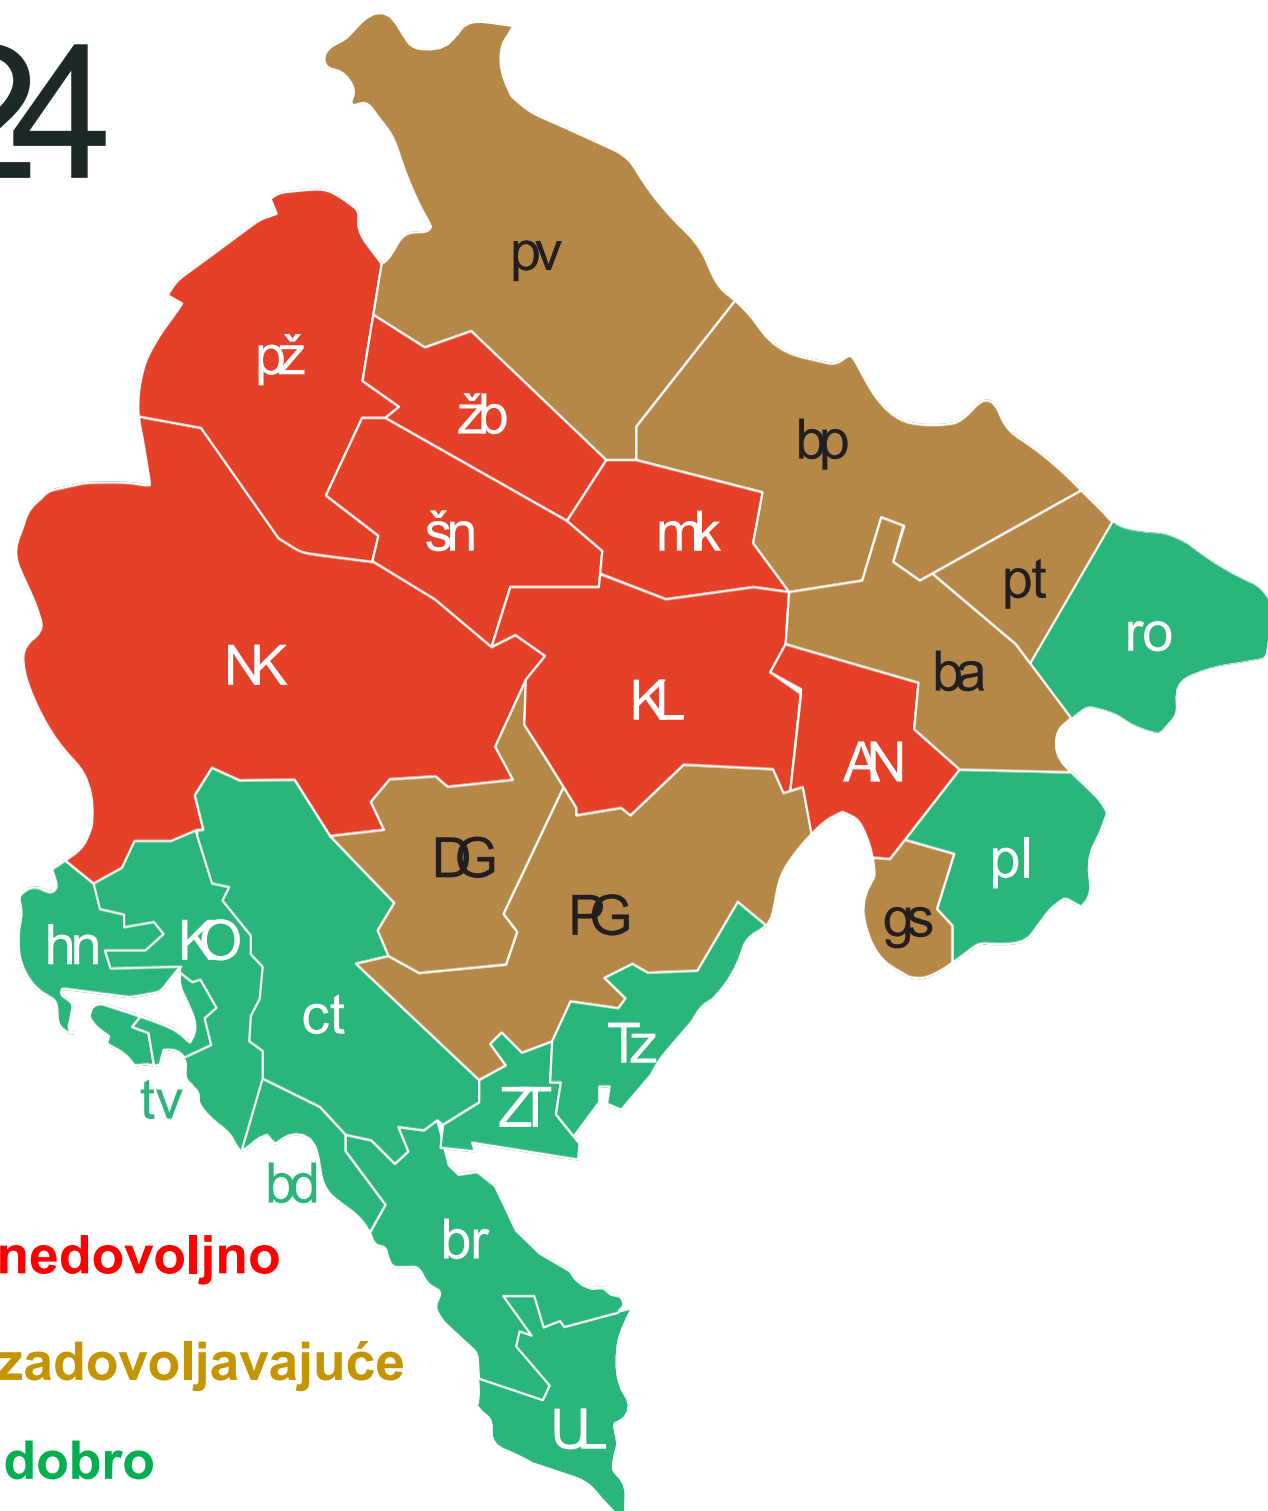 24
pv
pž
žb
bp
šn
mk
pt
ro
NK
KL
ba
AN
DG
PG
pl
gs
hn
KO
ct
Tz
tv
ZT
bd
br
nedovoljno
zadovoljavajuće
UL
dobro